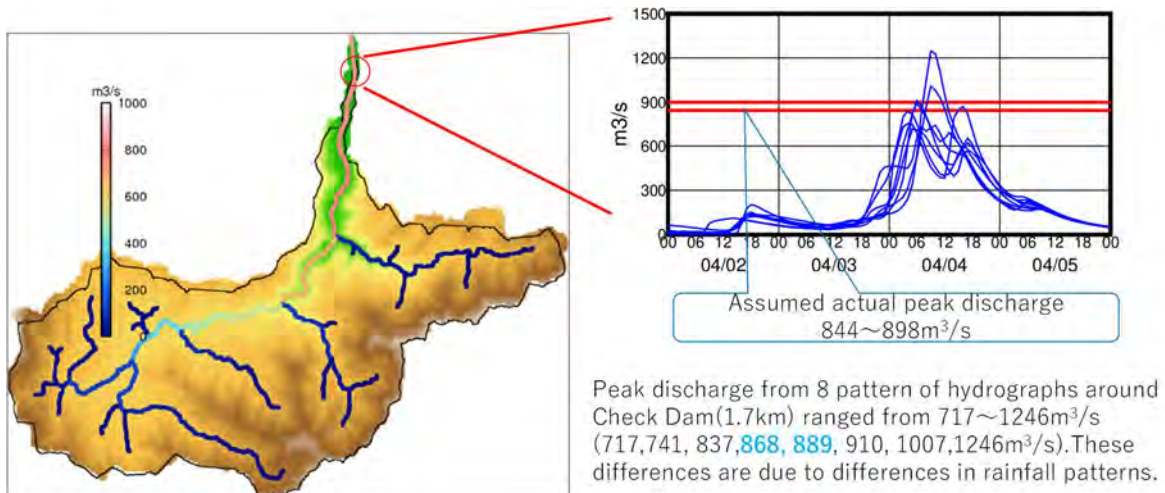 m3/s
1000
800
600
400
200
1500
1200
900
600
300
0
m3/s
00 06 12 18 00 06 12 18 00 06 12 18 00 06 12 18 00
04/02 04/03 04/04 04/05
Assumed actual peak discharge
844～898m³/s
Peak discharge from 8 pattern of hydrographs around
Check Dam(1.7km) ranged from 717～1246m³/s
(717,741, 837,868, 889, 910, 1007,1246m³/s).These
differences are due to differences in rainfall patterns.